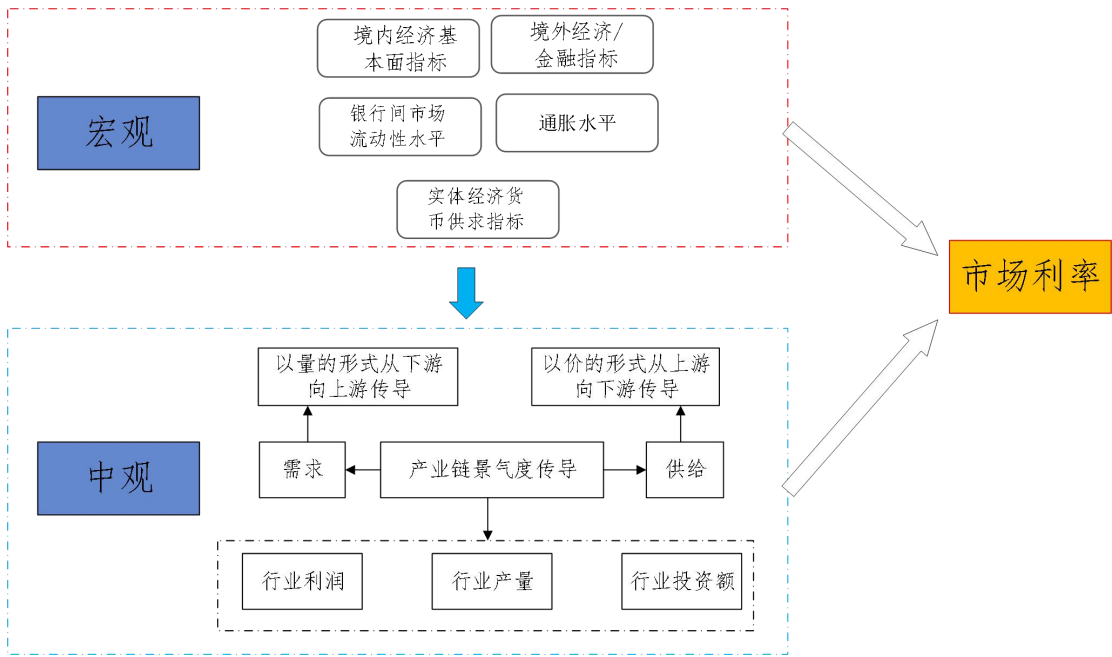 境内经济基
本面指标
境外经济/
金融指标
宏观
银行间市场
流动性水平
通胀水平
实体经济货
币供求指标
市场利率
以量的形式从下游
向上游传导
以价的形式从上游
向下游传导
中观
需求
产业链景气度传导
供给
行业利润
行业产量
行业投资额